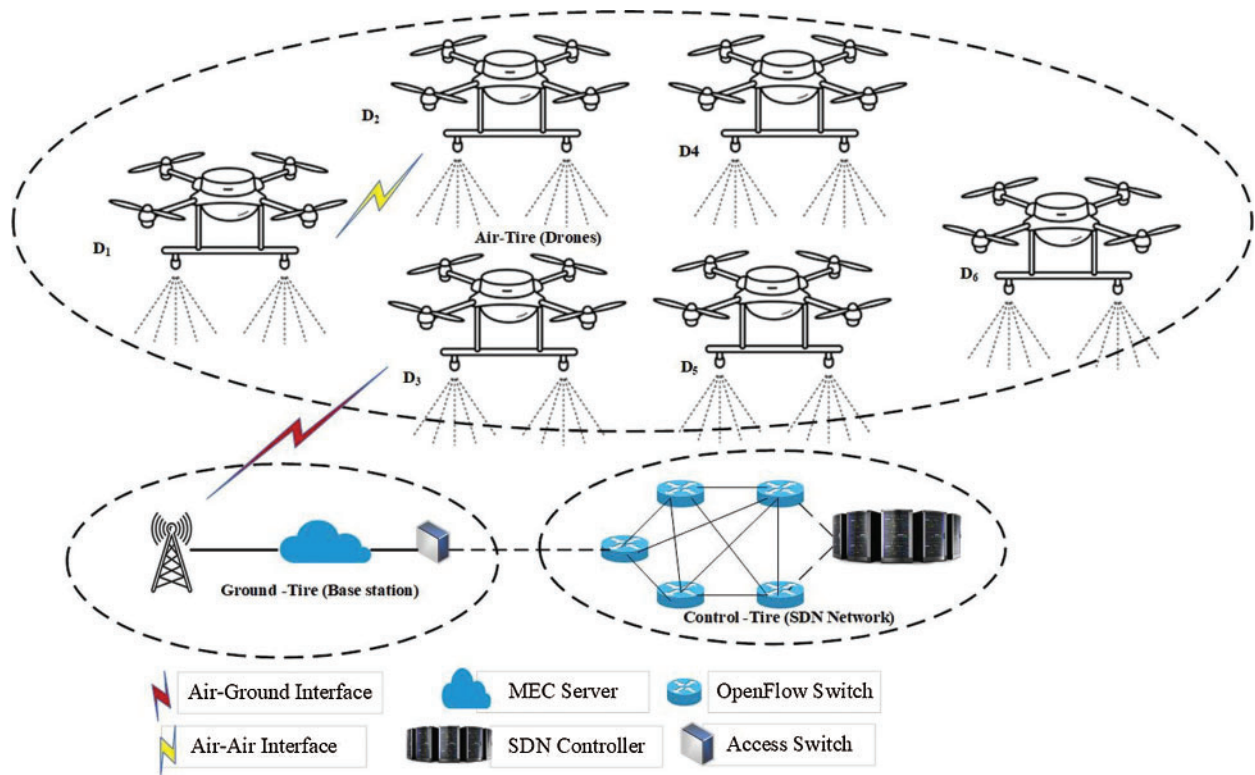 D2
D4
D1
Air-Tire (Drones)
D6
D3
D5
Ground -Tire (Base station)
Control -Tire (SDN Network)
Air-Ground Interface
MEC Server
OpenFlow Switch
Air-Air Interface
SDN Controller
Access Switch